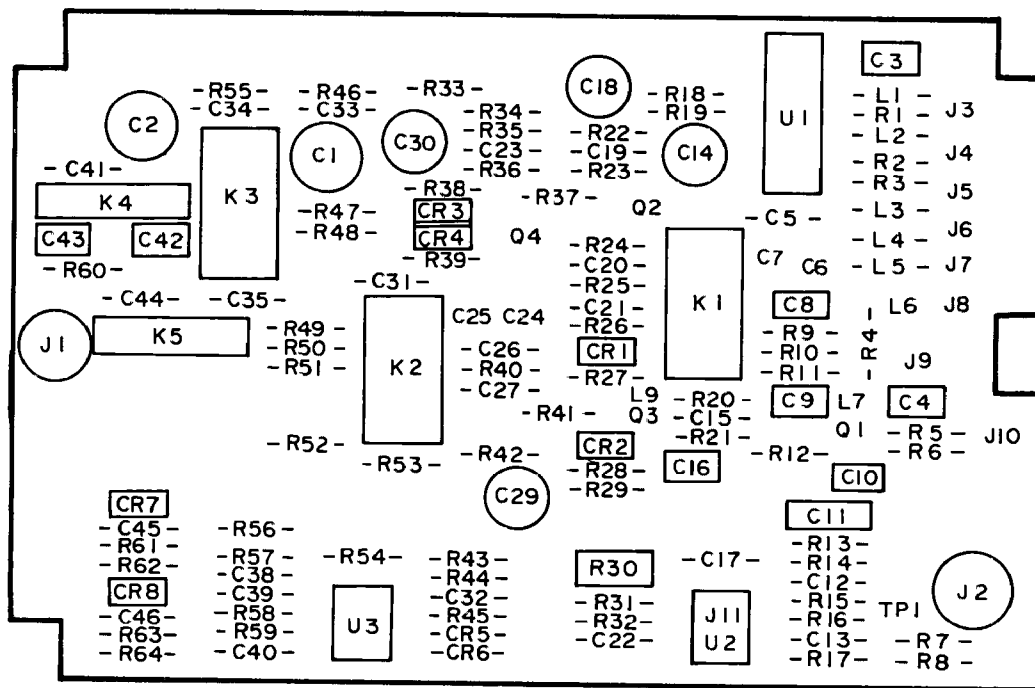 C3
-R55-
-C34-
-R46-
-C33-
-R33-
C18
-R18-
-R19-
U1
-L1-
-R1-
-L2-
-R2-
-R3-
-L3-
-L4-
-L5-
J3
J4
J5
J6
J7
J8
C2
C1
C30
-R34-
-R35-
-C23-
-R36-
-R22-
-C19-
-R23-
C14
-C41-
K4
K3
C43
C42
-R60-
-R47-
-R48-
-R38-
CR3
CR4
-R39-
-R37-
Q2
Q4
-C5-
C7
C6
-R24-
-C20-
-R25-
-C21-
-R26-
CR1
-R27-
K1
C8
-R9-
-R10-
-R11-
C9
-R4-
L6
J9
-C44-
-C35-
J1
K5
-R49-
-R50-
-R51-
-C31-
K2
C25
C24
-C26-
-R40-
-C27-
-R41-
L9
Q3
-R20-
-C15-
-R21-
L7
Q1
C4
-R5-
-R6-
J10
-R52-
-R53-
-R42-
C29
CR2
-R28-
-R29-
C16
-R12-
C10
C11
CR7
-C45-
-R61-
-R62-
CR8
-C46-
-R63-
-R64-
-R56-
-R57-
-C38-
-C39-
-R58-
-R59-
-C40-
-R54-
U3
-R43-
-R44-
-C32-
-R45-
-CR5-
-CR6-
R30
-R31-
-R32-
-C22-
-C17-
J11
U2
-R13-
-R14-
-C12-
-R15-
-R16-
-C13-
-R17-
TP1
J2
-R7-
-R8-